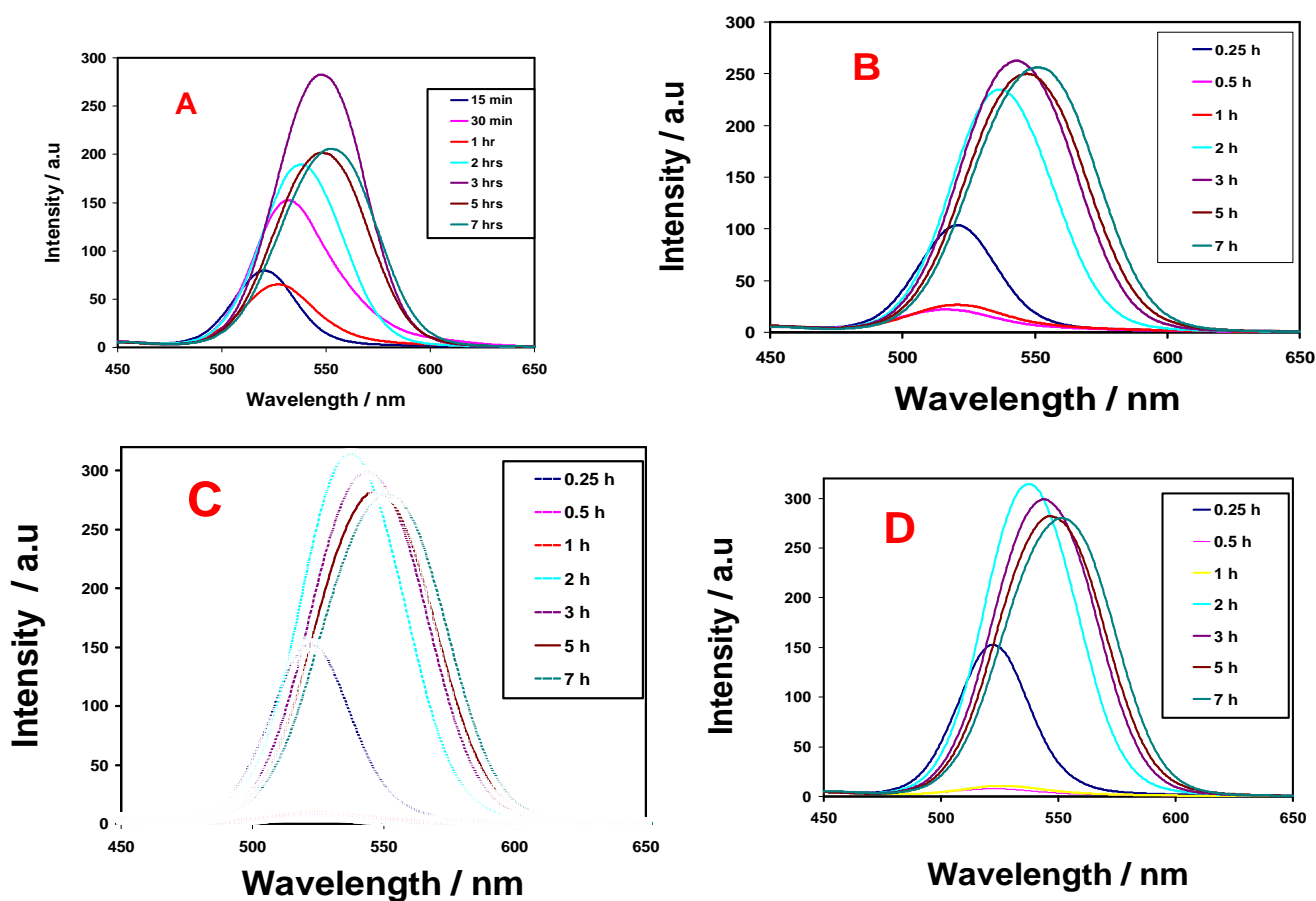 A
300
250
200
150
100
50
0
450 500 550 600 650
Intensity / a.u
Wavelength / nm
15 min
30 min
1 hr
2 hrs
3 hrs
5 hrs
7 hrs
B
300
250
200
150
100
50
0
450 500 550 600 650
Intensity / a.u
Wavelength / nm
0.25 h
0.5 h
1 h
2 h
3 h
5 h
7 h
C
300
250
200
150
100
50
0
450 500 550 600 650
Intensity / a.u
Wavelength / nm
0.25 h
0.5 h
1 h
2 h
3 h
5 h
7 h
D
300
250
200
150
100
50
0
450 500 550 600 650
Intensity / a.u
Wavelength / nm
0.25 h
0.5 h
1 h
2 h
3 h
5 h
7 h